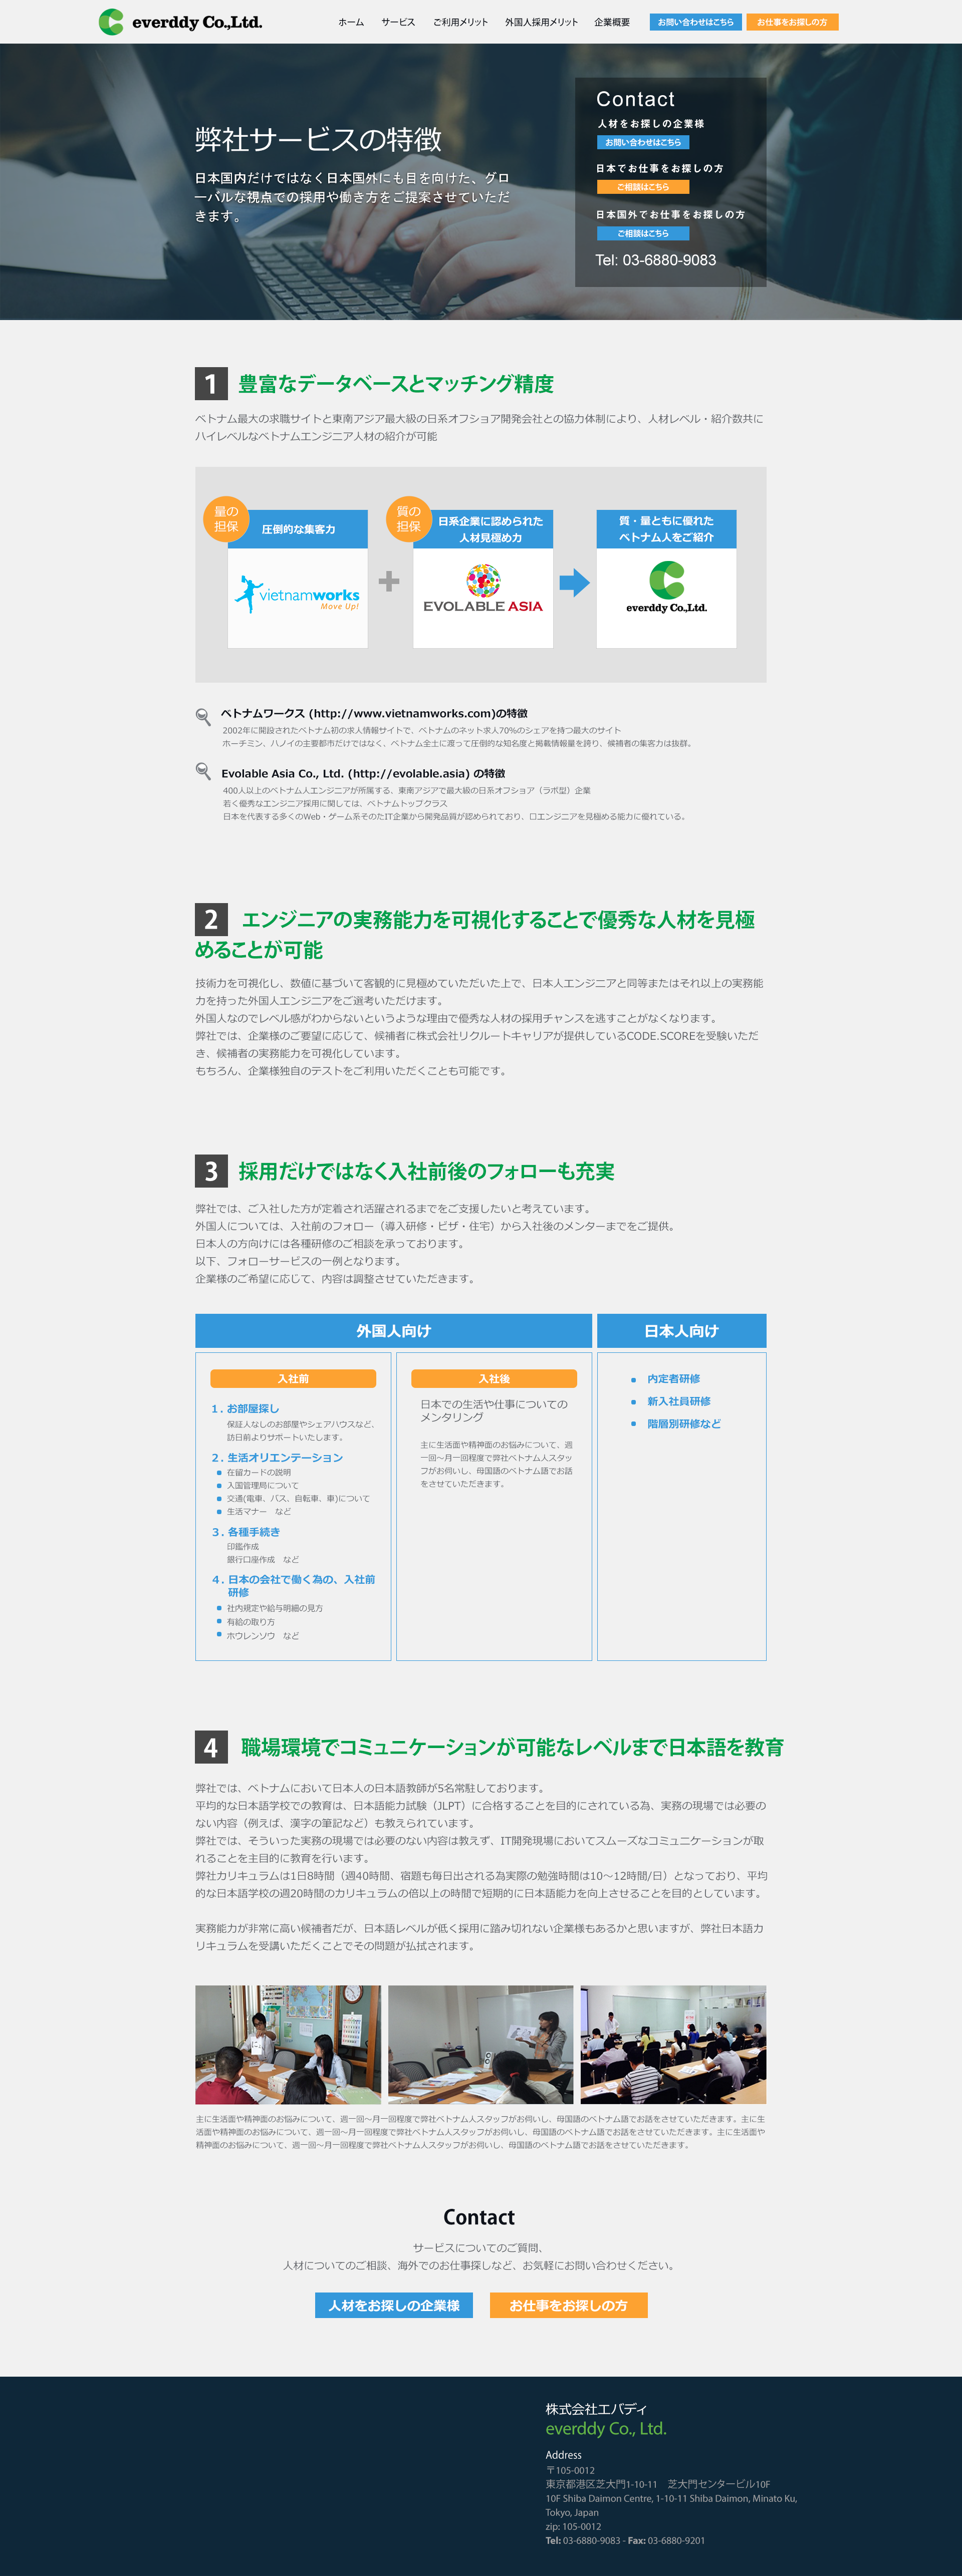 everddy Co.,Ltd.
ホーム サービス ご利用メリット 外国人採用メリット 企業概要 お問い合わせはこちら お仕事をお探しの方
弊社サービスの特徴
日本国内だけではなく日本国外にも目を向けた、グロ
ーバルな視点での採用や働き方をご提案させていただ
きます。
Contact
人材をお探しの企業様
お問い合わせはこちら
日本でお仕事をお探しの方
ご相談はこちら
日本国外でお仕事をお探しの方
ご相談はこちら
Tel: 03-6880-9083
1 豊富なデータベースとマッチング精度
ベトナム最大の求職サイトと東南アジア最大級の日系オフショア開発会社との協力体制により、人材レベル・紹介数共に
ハイレベルなベトナムエンジニア人材の紹介が可能
量の
担保
圧倒的な集客力
vietnamworks
Move Up!
質の
担保
日系企業に認められた
人材見極め力
EVOLABLE ASIA
質・量ともに優れた
ベトナム人をご紹介
everddy Co.,Ltd.
ベトナムワークス (http://www.vietnamworks.com)の特徴
2002年に開設されたベトナム初の求人情報サイトで、ベトナムのネット求人70%のシェアを持つ最大のサイト
ホーチミン、ハノイの主要都市だけではなく、ベトナム全土に渡って圧倒的な知名度と掲載情報量を誇り、候補者の集客力は抜群。
Evolable Asia Co., Ltd. (http://evolable.asia) の特徴
400人以上のベトナム人エンジニアが所属する、東南アジアで最大級の日系オフショア（ラボ型）企業
若く優秀なエンジニア採用に関しては、ベトナムトップクラス
日本を代表する多くのWeb・ゲーム系そのたIT企業から開発品質が認められており、口エンジニアを見極める能力に優れている。
2 エンジニアの実務能力を可視化することで優秀な人材を見極
めることが可能
技術力を可視化し、数値に基づいて客観的に見極めていただいた上で、日本人エンジニアと同等またはそれ以上の実務能
力を持った外国人エンジニアをご選考いただけます。
外国人なのでレベル感がわからないというような理由で優秀な人材の採用チャンスを逃すことがなくなります。
弊社では、企業様のご要望に応じて、候補者に株式会社リクルートキャリアが提供しているCODE.SCOREを受験いただ
き、候補者の実務能力を可視化しています。
もちろん、企業様独自のテストをご利用いただくことも可能です。
3 採用だけではなく入社前後のフォローも充実
弊社では、ご入社した方が定着され活躍されるまでをご支援したいと考えています。
外国人については、入社前のフォロー（導入研修・ビザ・住宅）から入社後のメンターまでをご提供。
日本人の方向けには各種研修のご相談を承っております。
以下、フォローサービスの一例となります。
企業様のご希望に応じて、内容は調整させていただきます。
外国人向け
日本人向け
入社前
1. お部屋探し
保証人なしのお部屋やシェアハウスなど、
訪日前よりサポートいたします。
2. 生活オリエンテーション
在留カードの説明
入国管理局について
交通(電車、バス、自転車、車)について
生活マナー　など
3. 各種手続き
印鑑作成
銀行口座作成　など
4. 日本の会社で働く為の、入社前
研修
社内規定や給与明細の見方
有給の取り方
ホウレンソウ　など
入社後
日本での生活や仕事についての
メンタリング
主に生活面や精神面のお悩みについて、週
一回〜月一回程度で弊社ベトナム人スタッ
フがお伺いし、母国語のベトナム語でお話
をさせていただきます。
内定者研修
新入社員研修
階層別研修など
4 職場環境でコミュニケーションが可能なレベルまで日本語を教育
弊社では、ベトナムにおいて日本人の日本語教師が5名常駐しております。
平均的な日本語学校での教育は、日本語能力試験（JLPT）に合格することを目的にされている為、実務の現場では必要の
ない内容（例えば、漢字の筆記など）も教えられています。
弊社では、そういった実務の現場では必要のない内容は教えず、IT開発現場においてスムーズなコミュニケーションが取
れることを主目的に教育を行います。
弊社カリキュラムは1日8時間（週40時間、宿題も毎日出される為実際の勉強時間は10〜12時間/日）となっており、平均
的な日本語学校の週20時間のカリキュラムの倍以上の時間で短期的に日本語能力を向上させることを目的としています。
実務能力が非常に高い候補者だが、日本語レベルが低く採用に踏み切れない企業様もあるかと思いますが、弊社日本語カ
リキュラムを受講いただくことでその問題が払拭されます。
主に生活面や精神面のお悩みについて、週一回〜月一回程度で弊社ベトナム人スタッフがお伺いし、母国語のベトナム語でお話をさせていただきます。主に生
活面や精神面のお悩みについて、週一回〜月一回程度で弊社ベトナム人スタッフがお伺いし、母国語のベトナム語でお話をさせていただきます。主に生活面や
精神面のお悩みについて、週一回〜月一回程度で弊社ベトナム人スタッフがお伺いし、母国語のベトナム語でお話をさせていただきます。
Contact
サービスについてのご質問、
人材についてのご相談、海外でのお仕事探しなど、お気軽にお問い合わせください。
人材をお探しの企業様 お仕事をお探しの方
株式会社エバディ
everddy Co., Ltd.
Address
〒105-0012
東京都港区芝大門1-10-11　芝大門センタービル10F
10F Shiba Daimon Centre, 1-10-11 Shiba Daimon, Minato Ku,
Tokyo, Japan
zip: 105-0012
Tel: 03-6880-9083 - Fax: 03-6880-9201